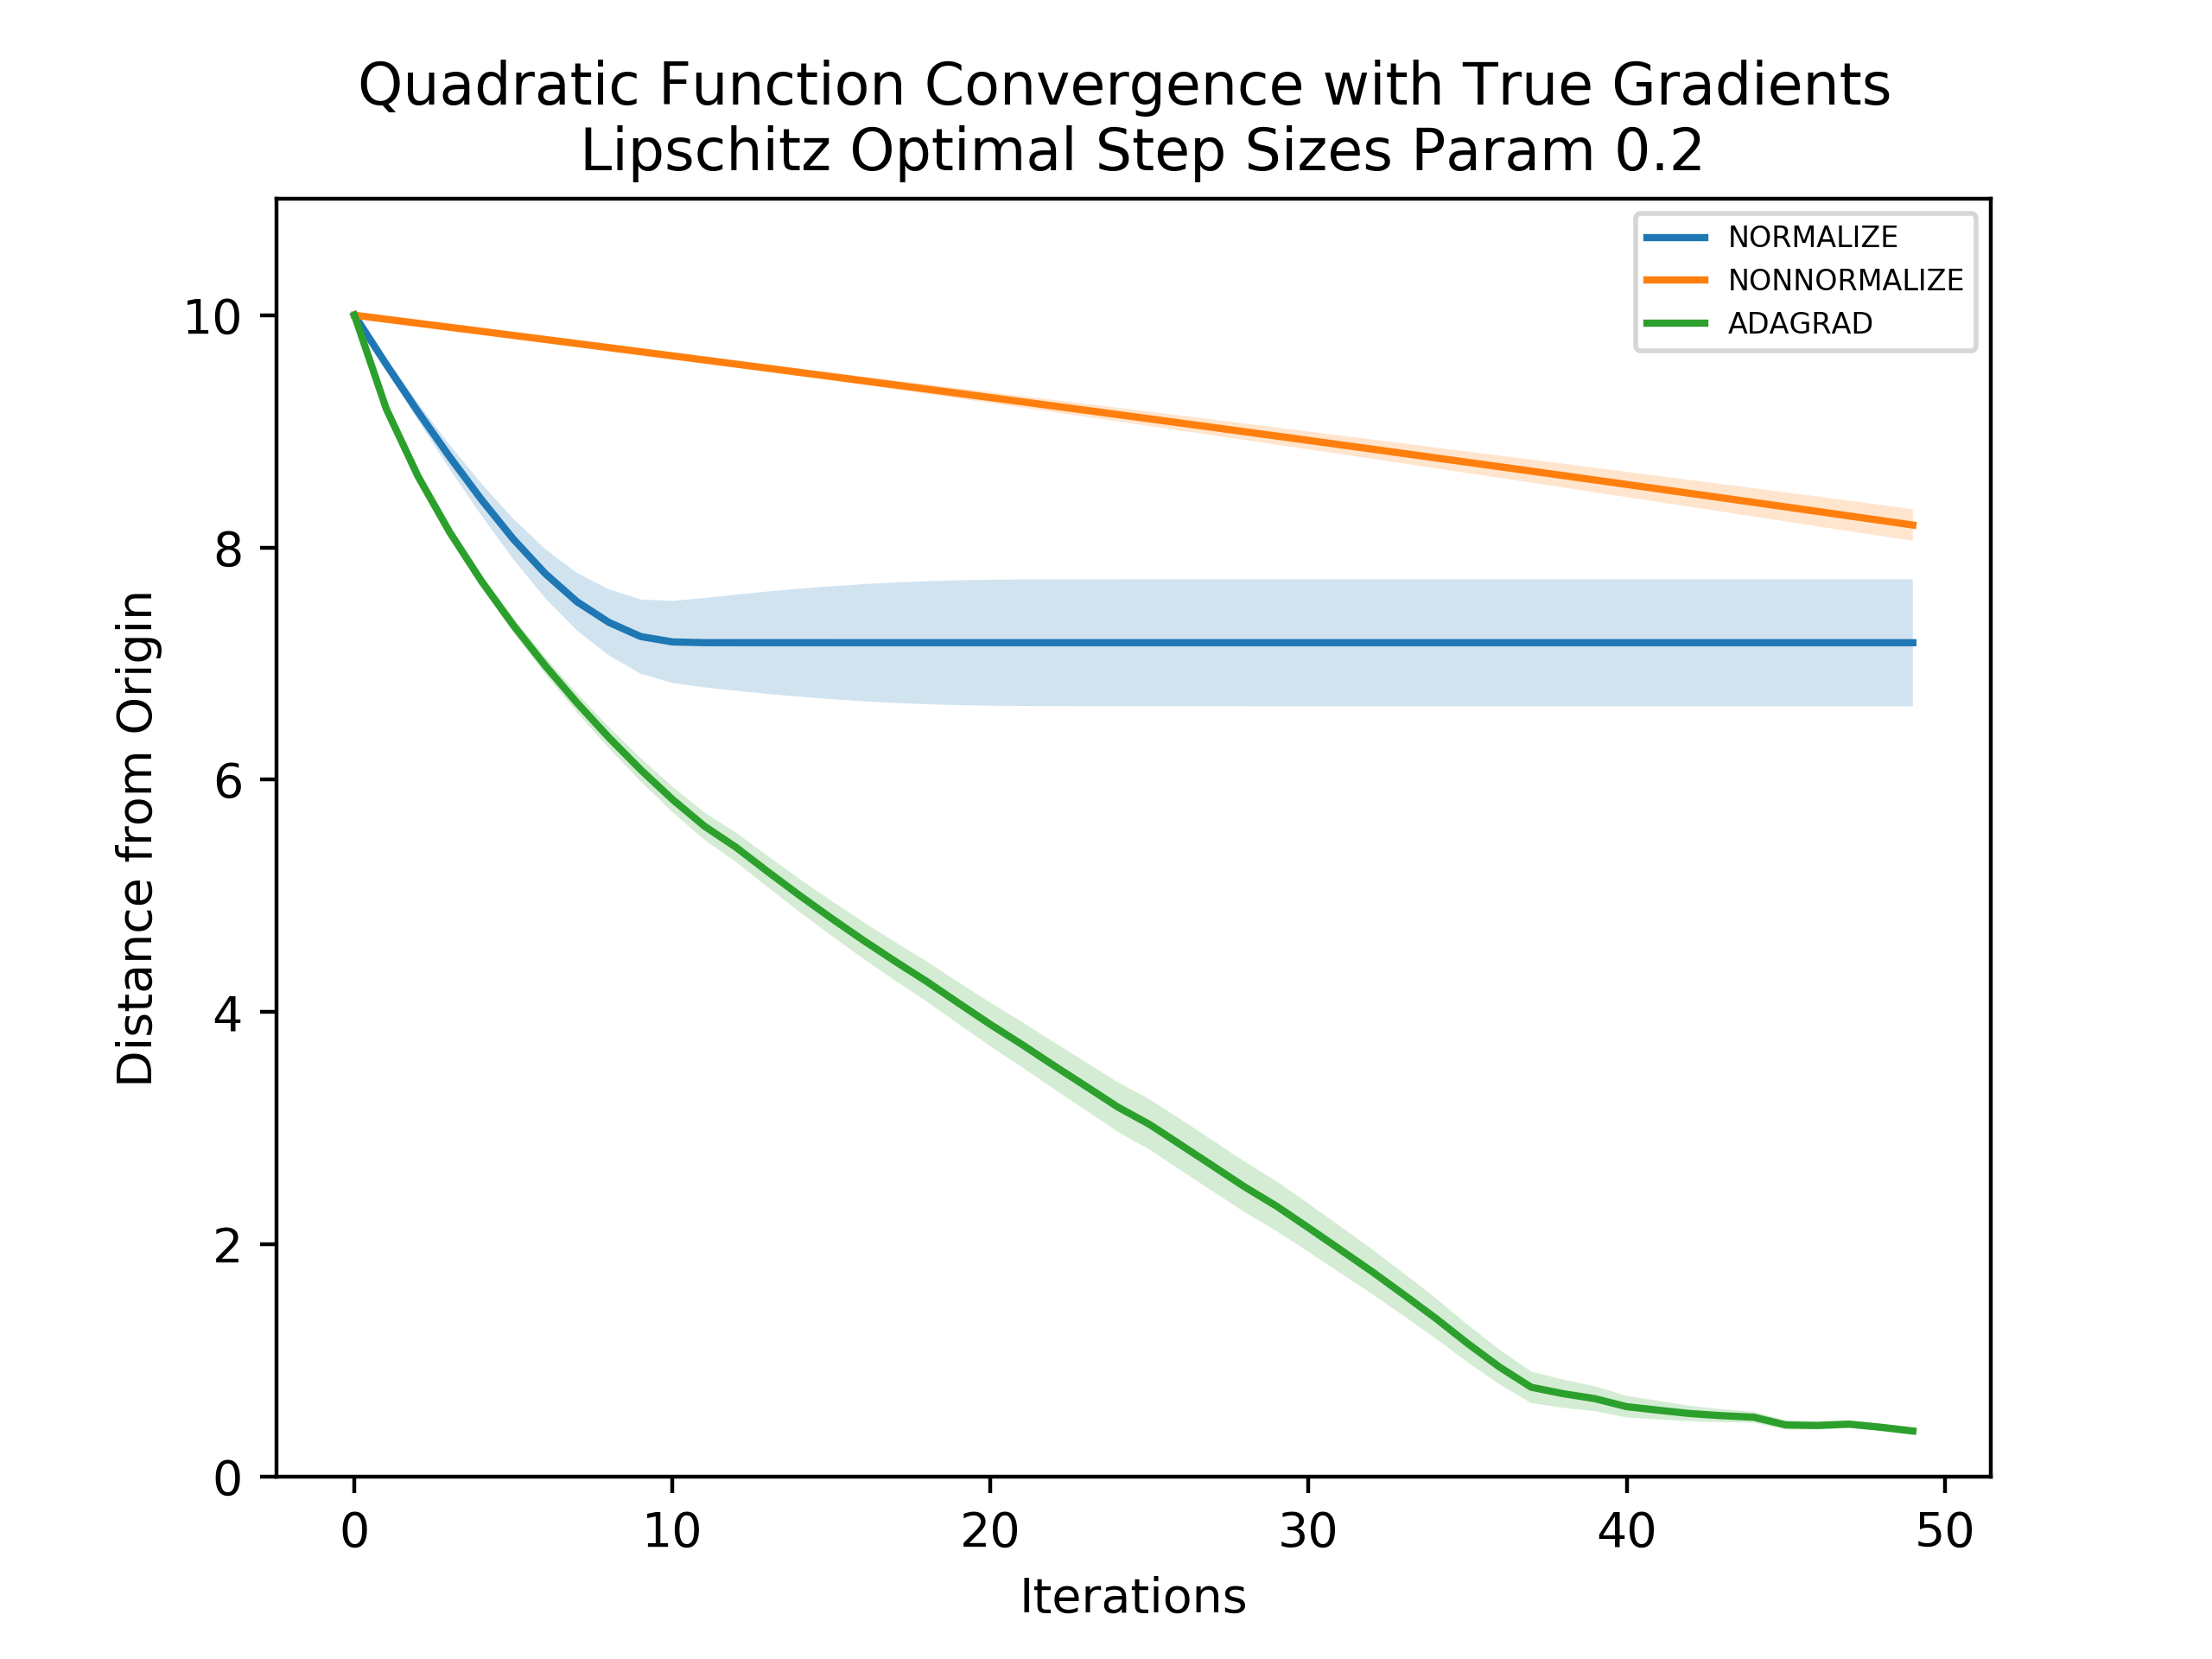 Quadratic Function Convergence with True Gradients
Lipschitz Optimal Step Sizes Param 0.2
NORMALIZE
NONNORMALIZE
ADAGRAD
Distance from Origin
10
8
6
4
2
0
0 10 20 30 40 50
Iterations